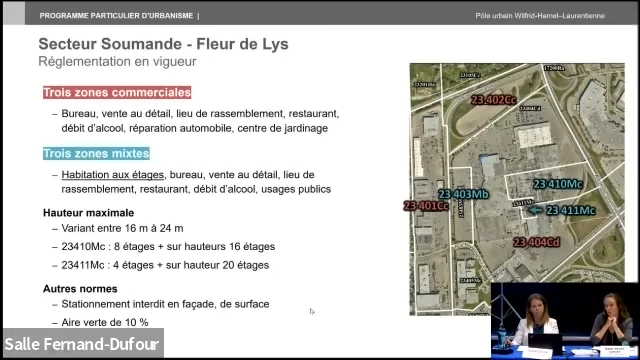 PROGRAMME PARTICULIER D'URBANISME |
Pôle urbain Wilfrid-Hamel–Laurentienne
Secteur Soumande - Fleur de Lys
Réglementation en vigueur
Trois zones commerciales
– Bureau, vente au détail, lieu de rassemblement, restaurant,
débit d'alcool, réparation automobile, centre de jardinage
Trois zones mixtes
– Habitation aux étages, bureau, vente au détail, lieu de
rassemblement, restaurant, débit d'alcool, usages publics
Hauteur maximale
– Variant entre 16 m à 24 m
– 23410Mc : 8 étages + sur hauteurs 16 étages
– 23411Mc : 4 étages + sur hauteur 20 étages
Autres normes
– Stationnement interdit en façade, de surface
– Aire verte de 10 %
23 402Cc
23 410Mc
23 403Mb
23 401Cc
23 411Mc
23 404Cd
Salle Fernand-Dufour